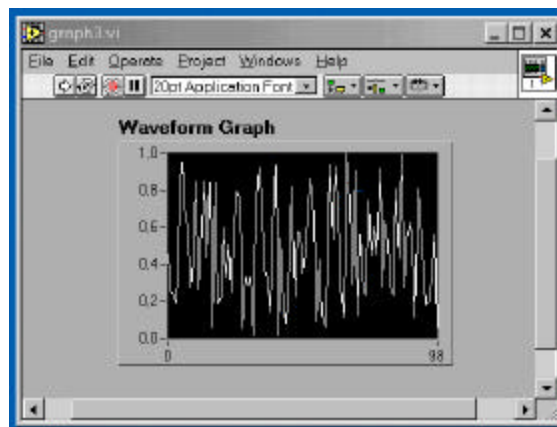 graph3.vi
File Edit Operate Project Windows Help
20pt Application Font
1
Waveform Graph
1.0
0.8
0.6
0.4
0.2
0.0
0 98